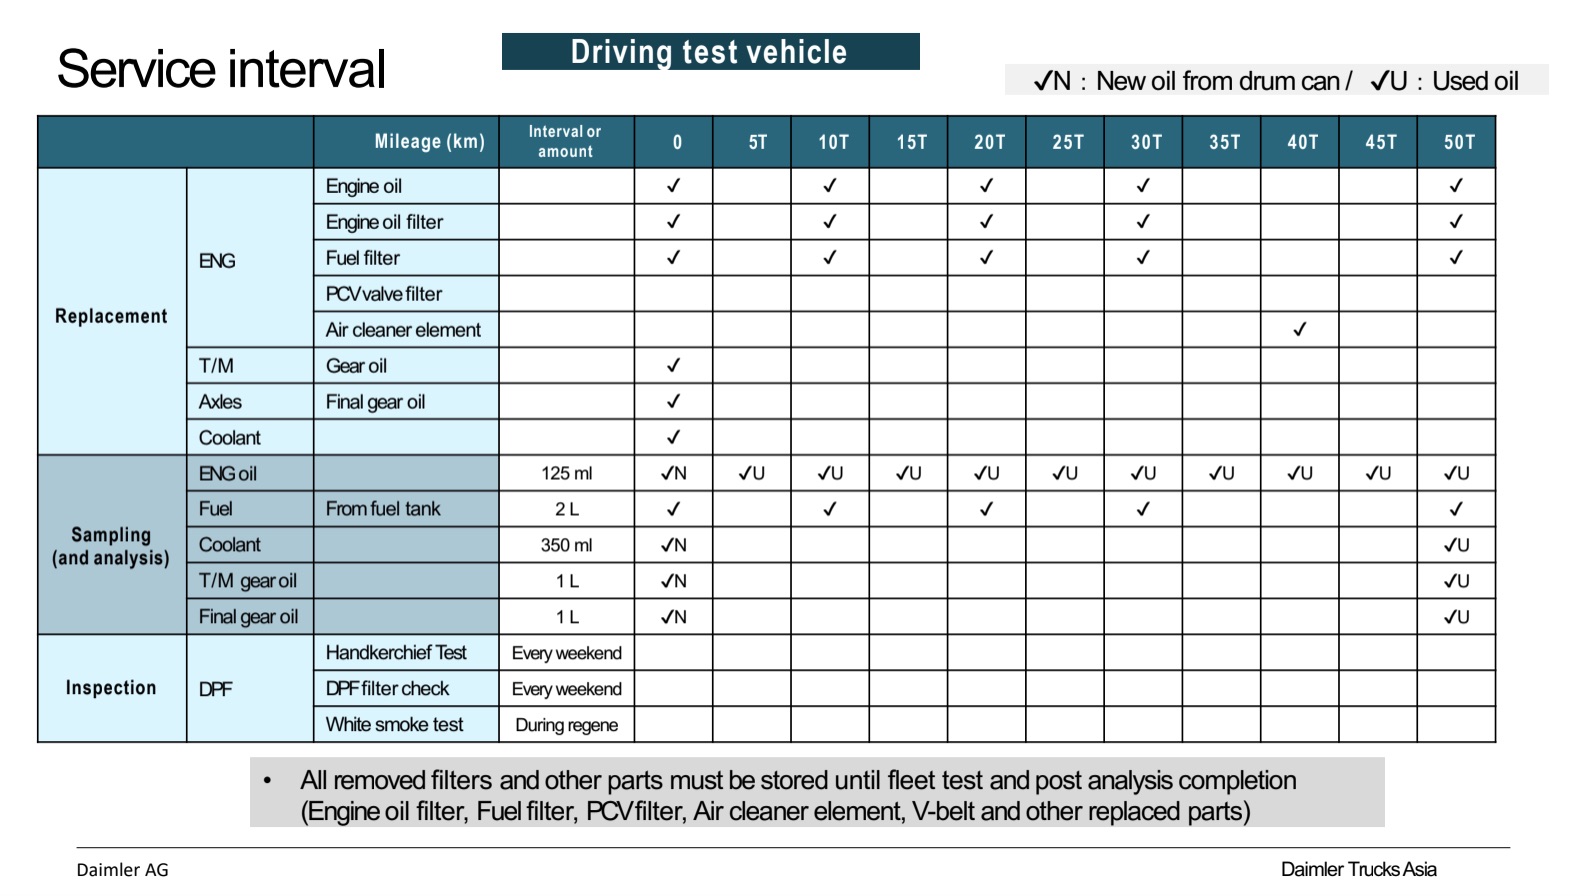 Service interval
Driving test vehicle
✓N : New oil from drum can / ✓U : Used oil
Mileage (km) Interval or amount 0 5T 10T 15T 20T 25T 30T 35T 40T 45T 50T
Replacement
ENG
Engine oil ✓ ✓ ✓ ✓ ✓
Engine oil filter ✓ ✓ ✓ ✓ ✓
Fuel filter ✓ ✓ ✓ ✓ ✓
PCV valve filter
Air cleaner element ✓
T/M Gear oil ✓
Axles Final gear oil ✓
Coolant ✓
Sampling
(and analysis)
ENG oil 125 ml ✓N ✓U ✓U ✓U ✓U ✓U ✓U ✓U ✓U ✓U ✓U
Fuel From fuel tank 2 L ✓ ✓ ✓ ✓ ✓
Coolant 350 ml ✓N ✓U
T/M gear oil 1 L ✓N ✓U
Final gear oil 1 L ✓N ✓U
Inspection
DPF
Handkerchief Test Every weekend
DPF filter check Every weekend
White smoke test During regene
• All removed filters and other parts must be stored until fleet test and post analysis completion
(Engine oil filter, Fuel filter, PCV filter, Air cleaner element, V-belt and other replaced parts)
Daimler AG
Daimler Trucks Asia